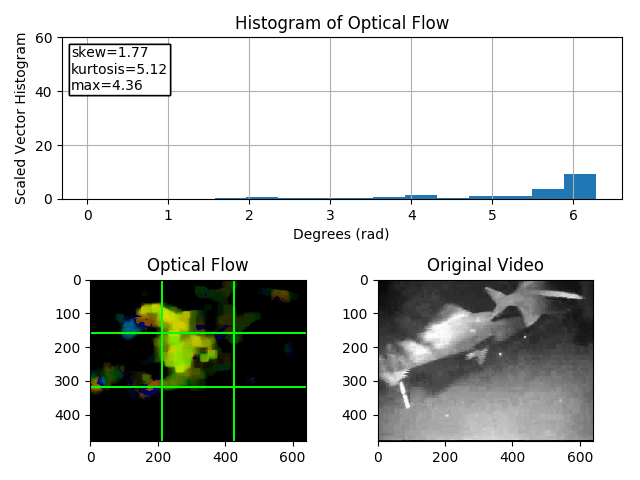 Histogram of Optical Flow
Scaled Vector Histogram
60
40
20
0
skew=1.77
kurtosis=5.12
max=4.36
0 1 2 3 4 5 6
Degrees (rad)
Optical Flow
0
100
200
300
400
0 200 400 600
Original Video
0
100
200
300
400
0 200 400 600